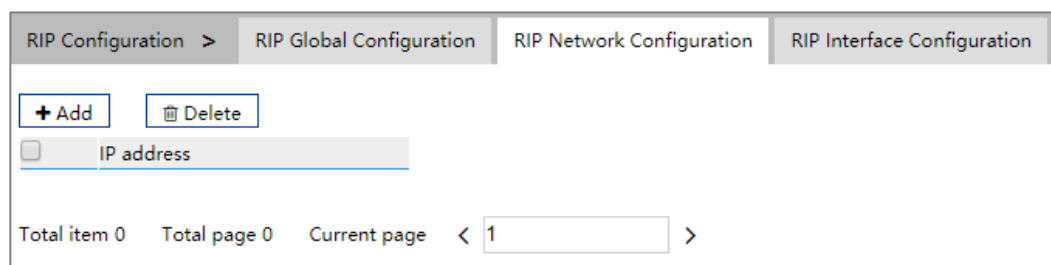 RIP Configuration > RIP Global Configuration RIP Network Configuration RIP Interface Configuration
+ Add Delete
IP address
Total item 0 Total page 0 Current page < 1 >